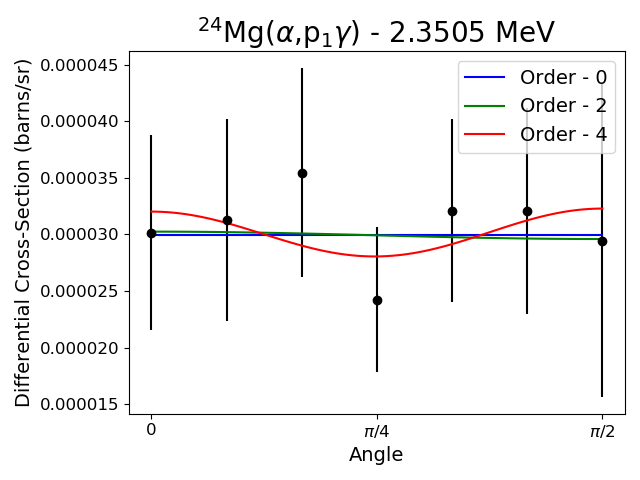 ²⁴Mg(α,p₁γ) - 2.3505 MeV
Differential Cross-Section (barns/sr)
0.000045
0.000040
0.000035
0.000030
0.000025
0.000020
0.000015
Order - 0
Order - 2
Order - 4
0 π/4 π/2
Angle